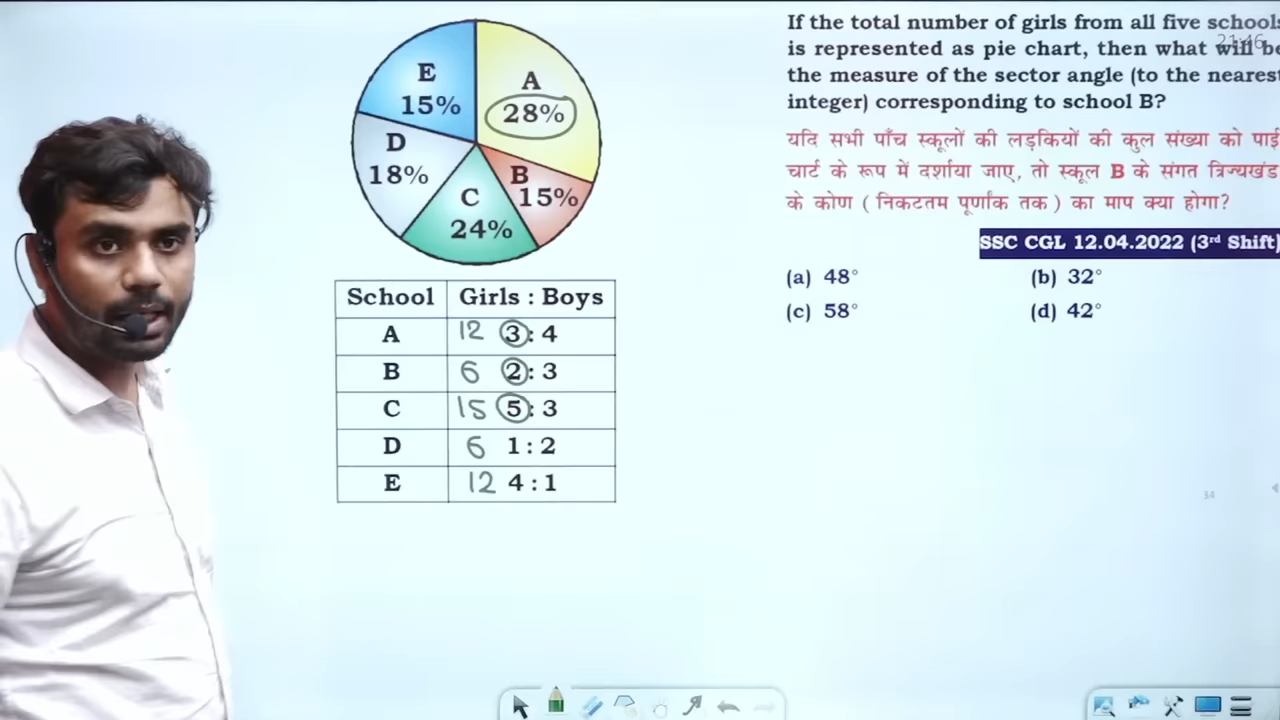 E
15%
A
28%
D
18%
B
15%
C
24%
If the total number of girls from all five schools
is represented as pie chart, then what will be
the measure of the sector angle (to the nearest
integer) corresponding to school B?
यदि सभी पाँच स्कूलों की लड़कियों की कुल संख्या को पाई
चार्ट के रूप में दर्शाया जाए, तो स्कूल B के संगत त्रिज्यखंड
के कोण ( निकटतम पूर्णांक तक ) का माप क्या होगा?
SSC CGL 12.04.2022 (3rd Shift)
(a) 48° (b) 32°
(c) 58° (d) 42°
School Girls : Boys
A 12 3 : 4
B 6 2 : 3
C 15 5 : 3
D 6 1 : 2
E 12 4 : 1
34
21:46